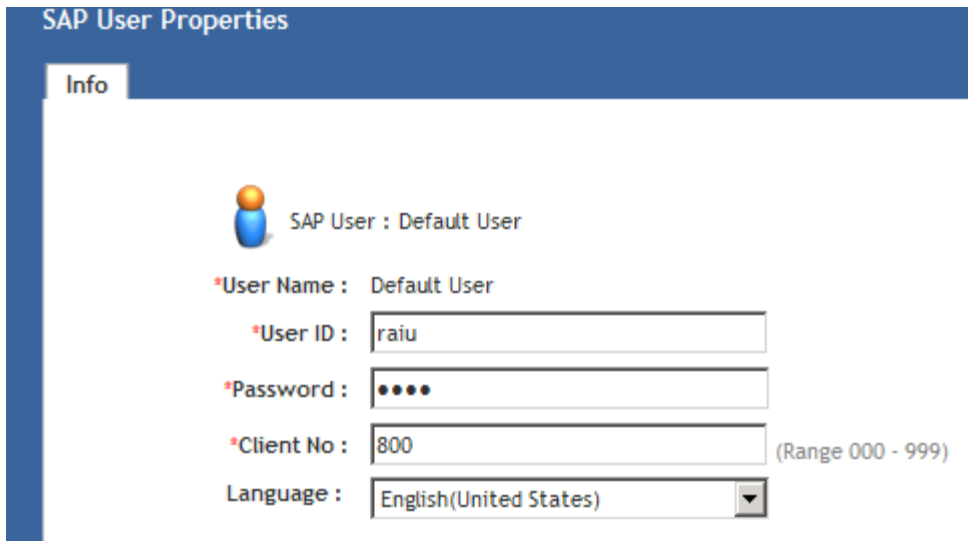 SAP User Properties
Info
SAP User : Default User
*User Name : Default User
*User ID : raiu
*Password : ••••
*Client No : 800 (Range 000 - 999)
Language : English(United States)